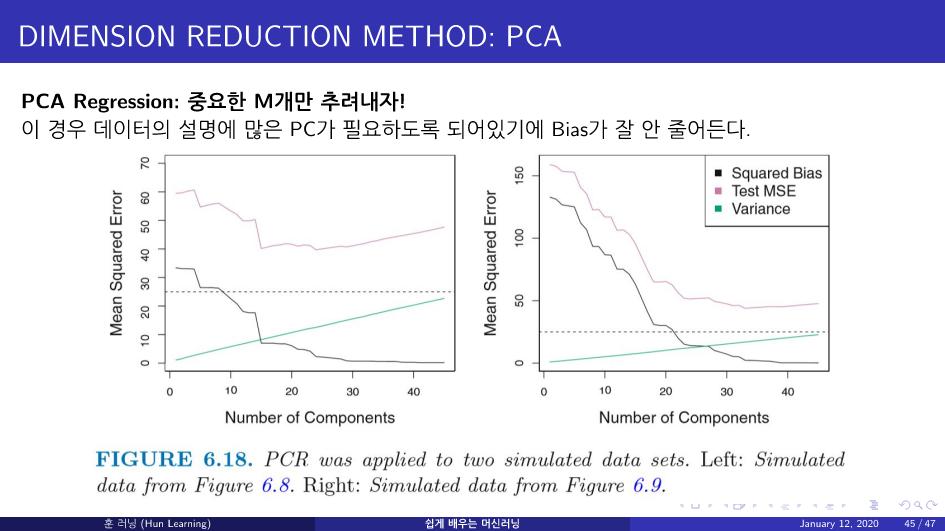 DIMENSION REDUCTION METHOD: PCA
PCA Regression: 중요한 M개만 추려내자!
이 경우 데이터의 설명에 많은 PC가 필요하도록 되어있기에 Bias가 잘 안 줄어든다.
Mean Squared Error
0 10 20 30 40 50 60 70
0 10 20 30 40
Number of Components
Mean Squared Error
0 50 100 150
0 10 20 30 40
Number of Components
Squared Bias
Test MSE
Variance
FIGURE 6.18. PCR was applied to two simulated data sets. Left: Simulated
data from Figure 6.8. Right: Simulated data from Figure 6.9.
훈 러닝 (Hun Learning) 쉽게 배우는 머신러닝 January 12, 2020 45 / 47